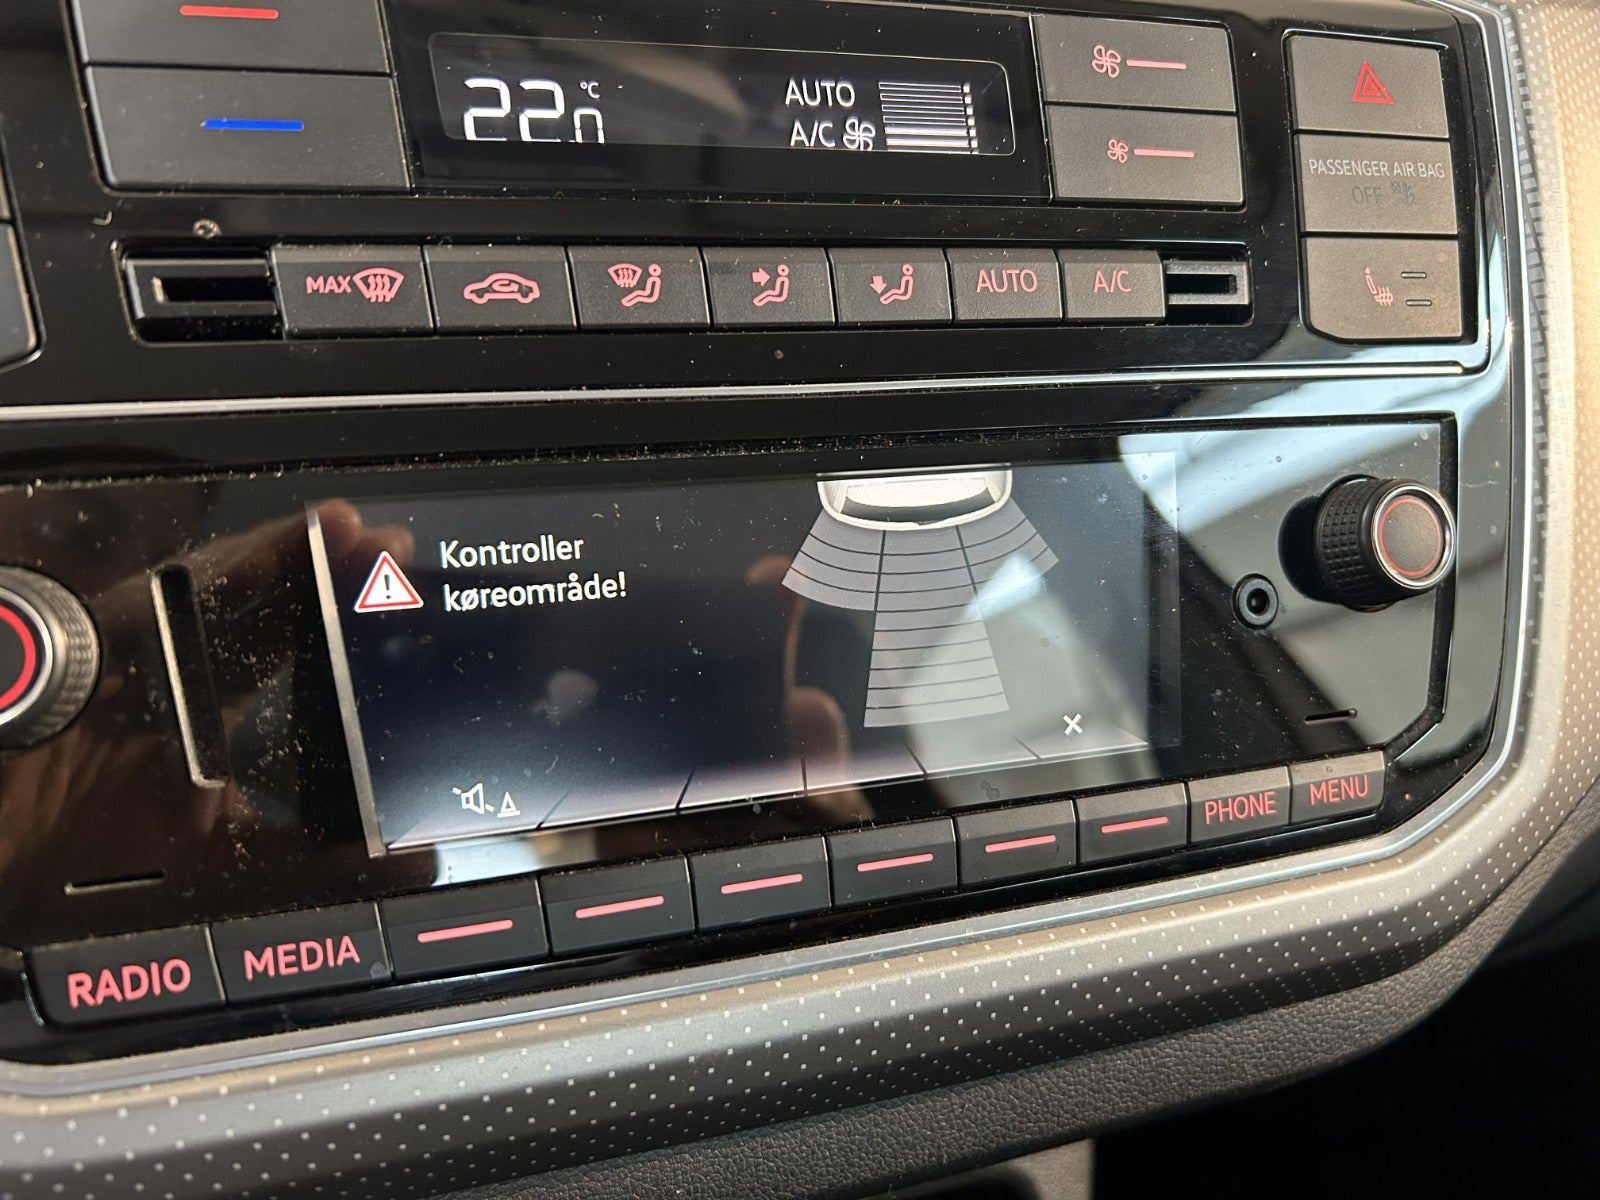 22.0 °C
AUTO
A/C
PASSENGER AIR BAG
OFF
MAX
AUTO
A/C
Kontroller
køreområde!
RADIO
MEDIA
PHONE
MENU